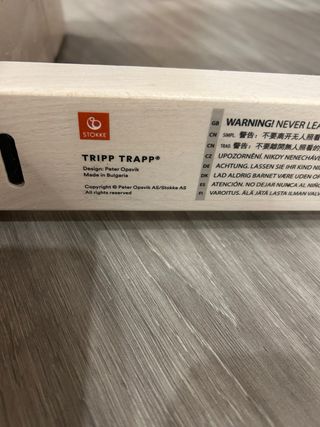 STOKKE
TRIPP TRAPP®
Design: Peter Opsvik
Made in Bulgaria
Copyright © Peter Opsvik AS/Stokke AS
All rights reserved
GB WARNING! NEVER LEA
CN SIMPL. 警告：不要离开无人照看
CN TRAD. 警告：不要離開無人照看的
CZ UPOZORNĚNÍ. NIKDY NENECHÁVE
DE ACHTUNG. LASSEN SIE IHR KIND NI
DK LAD ALDRIG BARNET VÆRE UDEN OP
ES ATENCIÓN. NO DEJAR NUNCA AL NIÑO
FI VAROITUS. ÄLÄ JÄTÄ LASTA ILMAN VALV